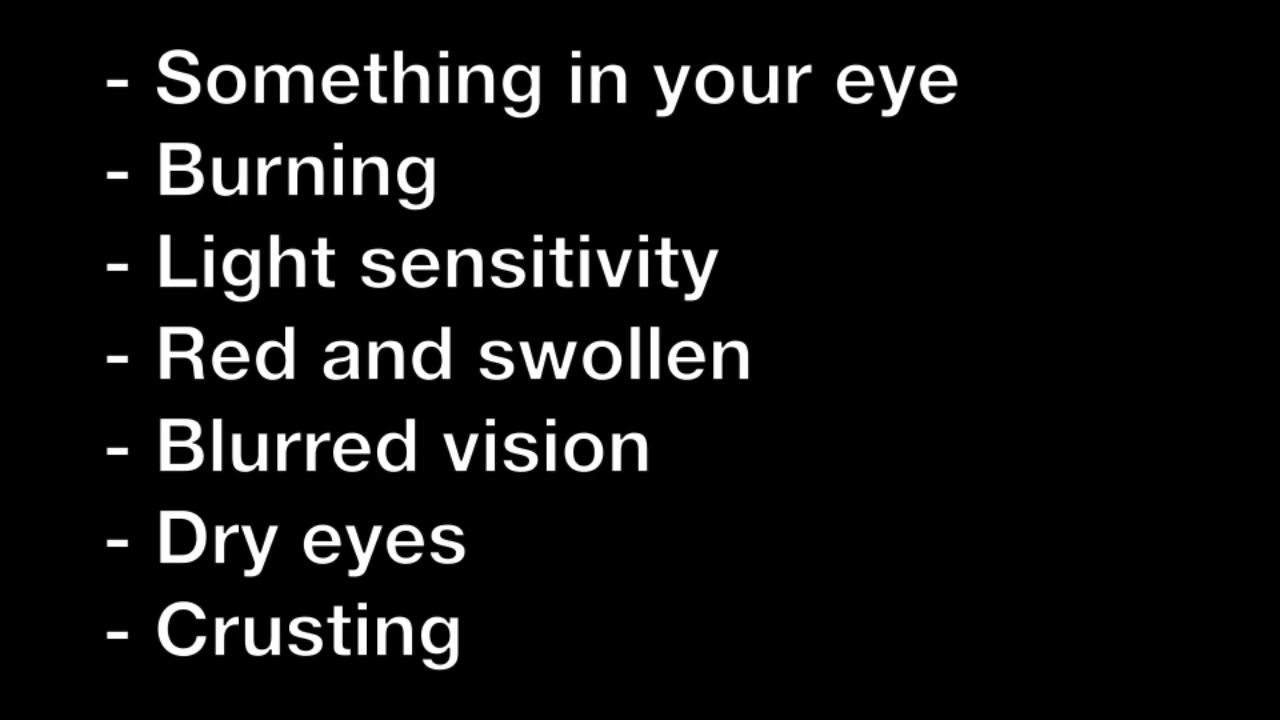 - Something in your eye
- Burning
- Light sensitivity
- Red and swollen
- Blurred vision
- Dry eyes
- Crusting